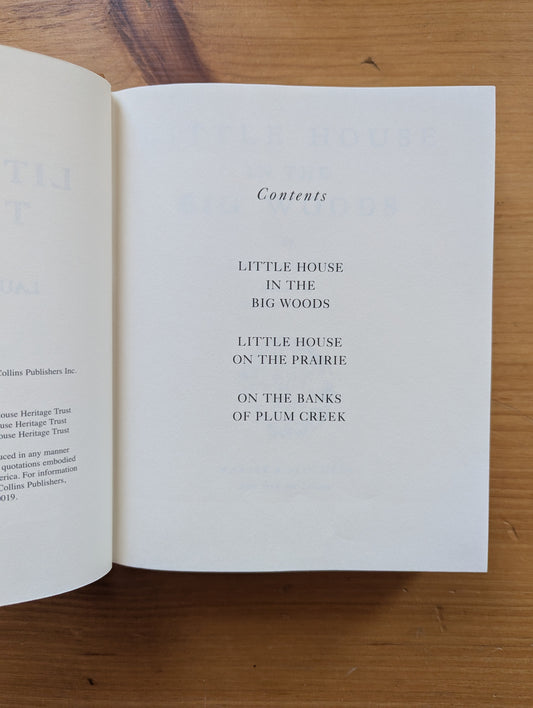 Collins Publishers Inc.
ouse Heritage Trust
use Heritage Trust
ouse Heritage Trust
uced in any manner
quotations embodied
erica. For information
Collins Publishers,
0019.
Contents
LITTLE HOUSE
IN THE
BIG WOODS
LITTLE HOUSE
ON THE PRAIRIE
ON THE BANKS
OF PLUM CREEK